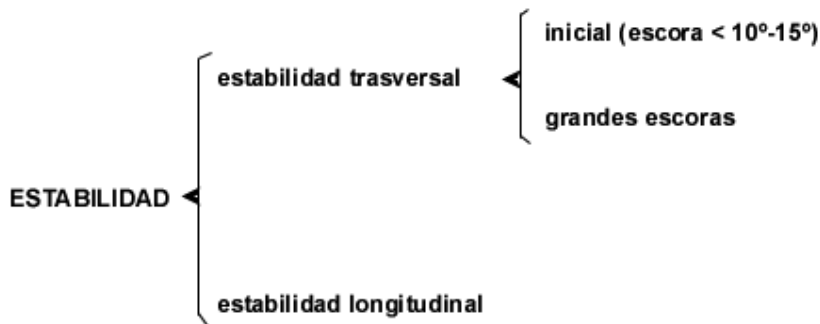 inicial (escora < 10º-15º)
estabilidad trasversal
grandes escoras
ESTABILIDAD
estabilidad longitudinal